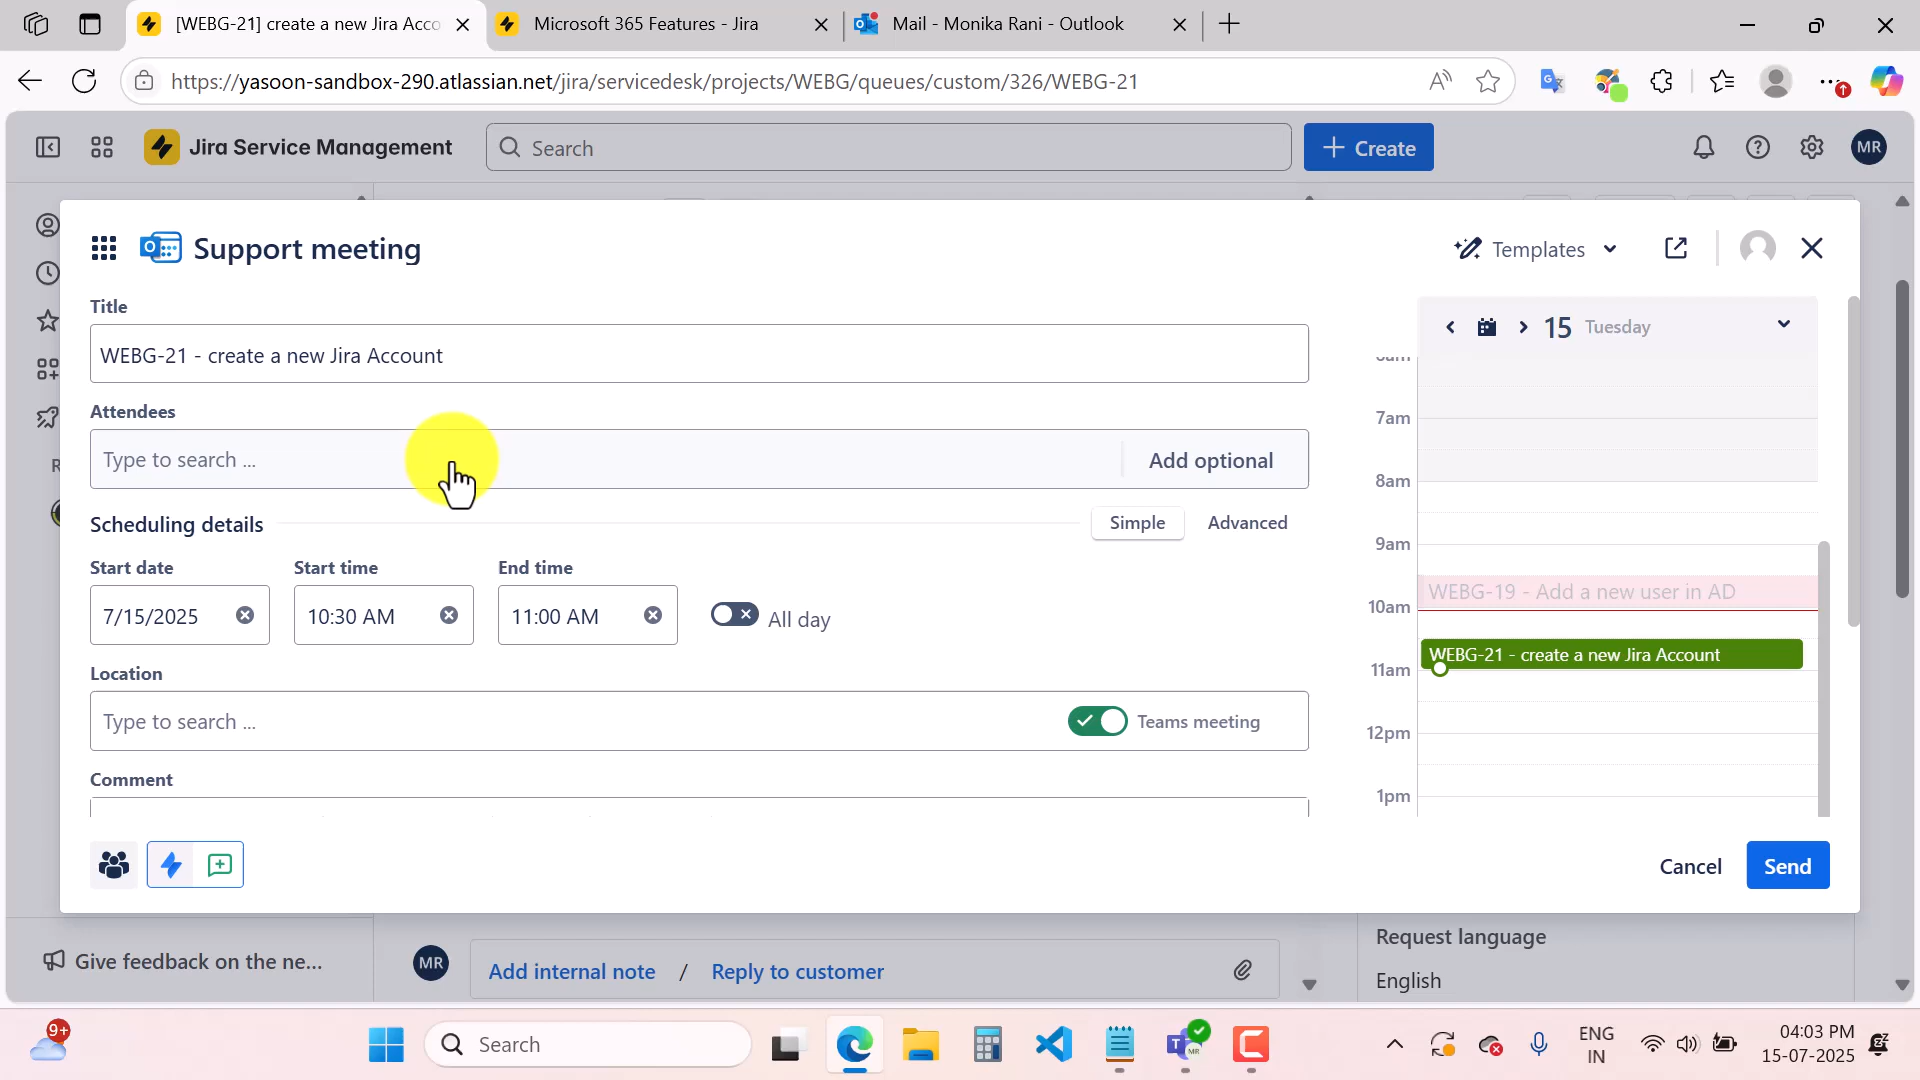 [WEBG-21] create a new Jira Acco
Microsoft 365 Features - Jira
Mail - Monika Rani - Outlook
https://yasoon-sandbox-290.atlassian.net/jira/servicedesk/projects/WEBG/queues/custom/326/WEBG-21
Jira Service Management
Search
Create
MR
Support meeting
Templates
Title
WEBG-21 - create a new Jira Account
Attendees
Type to search ...
Add optional
Scheduling details
Simple
Advanced
Start date
Start time
End time
7/15/2025
10:30 AM
11:00 AM
All day
Location
Type to search ...
Teams meeting
Comment
15 Tuesday
7am
8am
9am
WEBG-19 - Add a new user in AD
10am
WEBG-21 - create a new Jira Account
11am
12pm
1pm
Cancel
Send
Give feedback on the ne...
MR
Add internal note / Reply to customer
Request language
English
9+
Search
ENG
IN
04:03 PM
15-07-2025